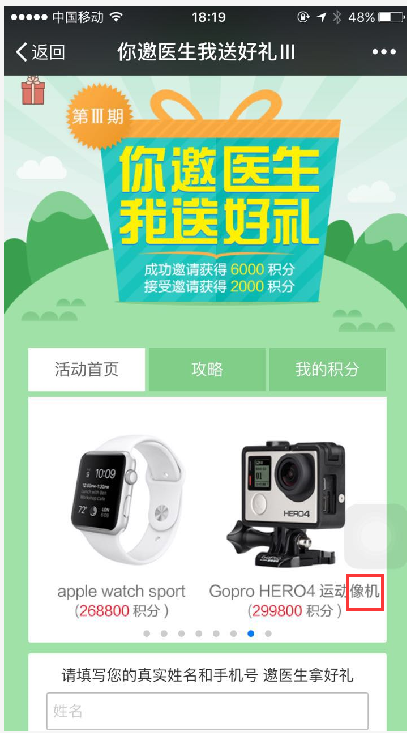 中国移动 18:19 48%
返回 你邀医生我送好礼III
第III期
你邀医生
我送好礼
成功邀请获得 6000 积分
接受邀请获得 2000 积分
活动首页 攻略 我的积分
10:09
72°
HERO4
apple watch sport
(268800 积分)
Gopro HERO4 运动像机
(299800 积分)
请填写您的真实姓名和手机号 邀医生拿好礼
姓名